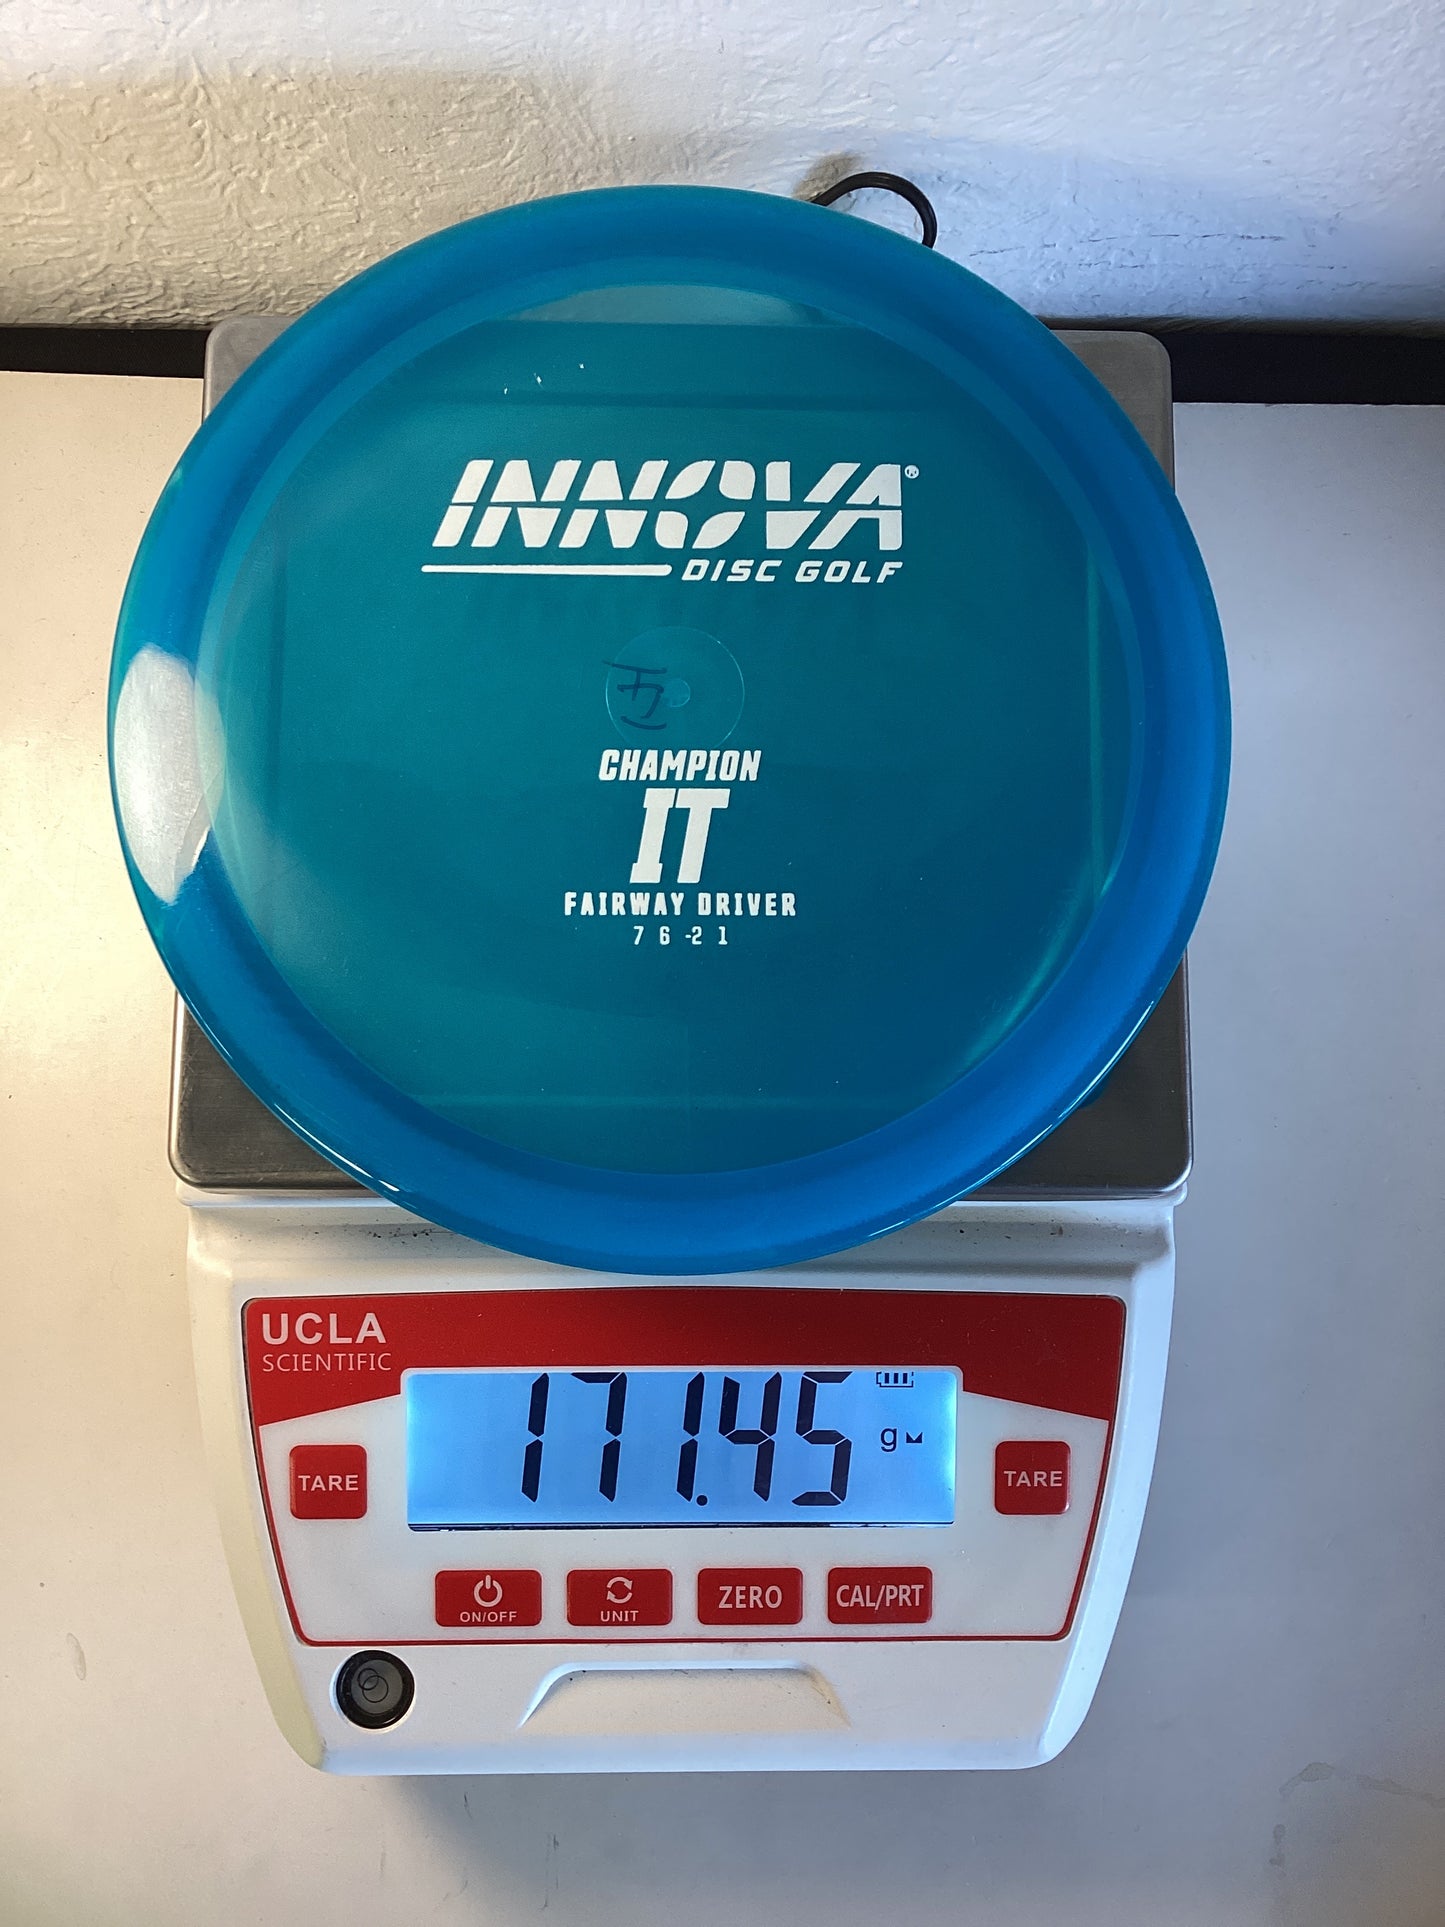 INNOVA®
DISC GOLF
CHAMPION
IT
FAIRWAY DRIVER
7 6 -2 1
UCLA
SCIENTIFIC
171.45 g
TARE
TARE
ON/OFF
UNIT
ZERO
CAL/PRT